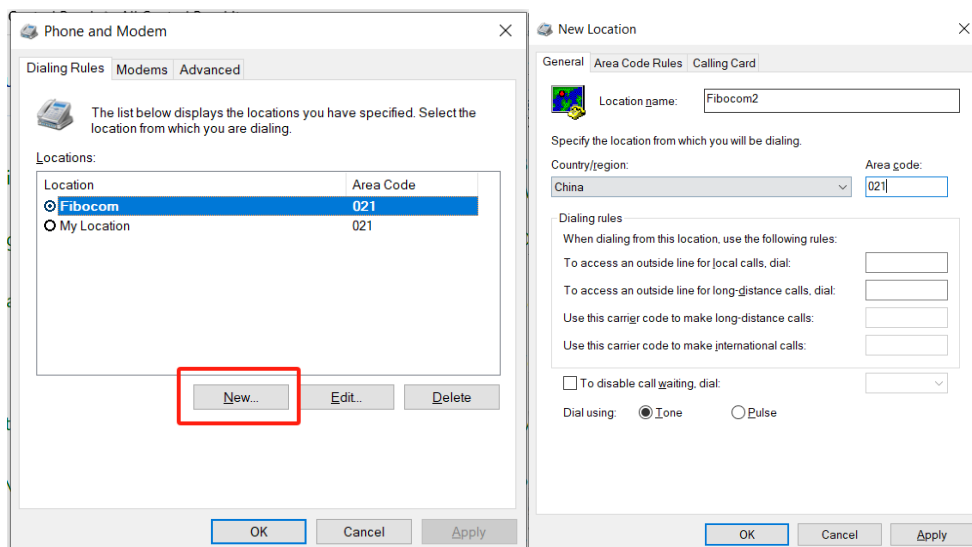 Phone and Modem
Dialing Rules Modems Advanced
The list below displays the locations you have specified. Select the
location from which you are dialing.
Locations:
Location Area Code
Fibocom 021
My Location 021
New... Edit... Delete
OK Cancel Apply
New Location
General Area Code Rules Calling Card
Location name: Fibocom2
Specify the location from which you will be dialing.
Country/region: Area code:
China 021
Dialing rules
When dialing from this location, use the following rules:
To access an outside line for local calls, dial:
To access an outside line for long-distance calls, dial:
Use this carrier code to make long-distance calls:
Use this carrier code to make international calls:
To disable call waiting, dial:
Dial using: Tone Pulse
OK Cancel Apply